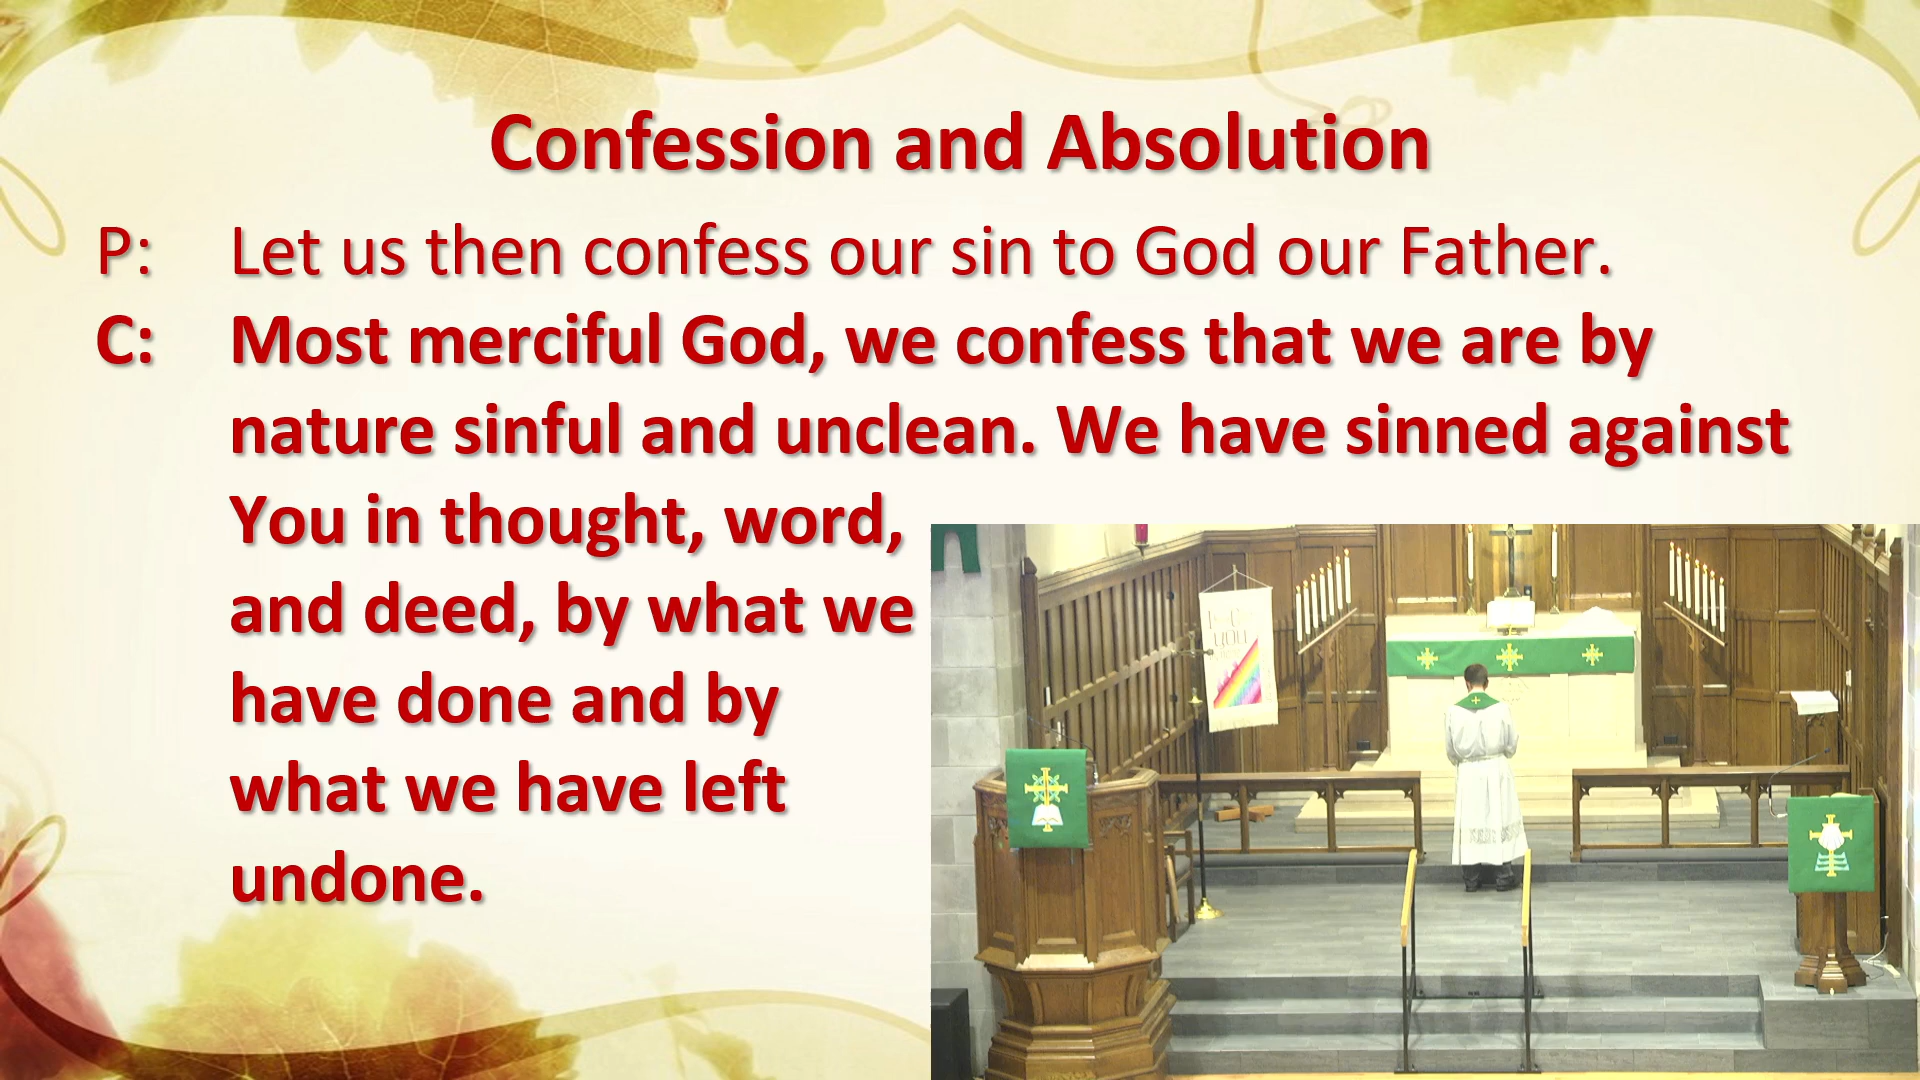 Confession and Absolution
P: Let us then confess our sin to God our Father.
C: Most merciful God, we confess that we are by
nature sinful and unclean. We have sinned against
You in thought, word,
and deed, by what we
have done and by
what we have left
undone.
YOU